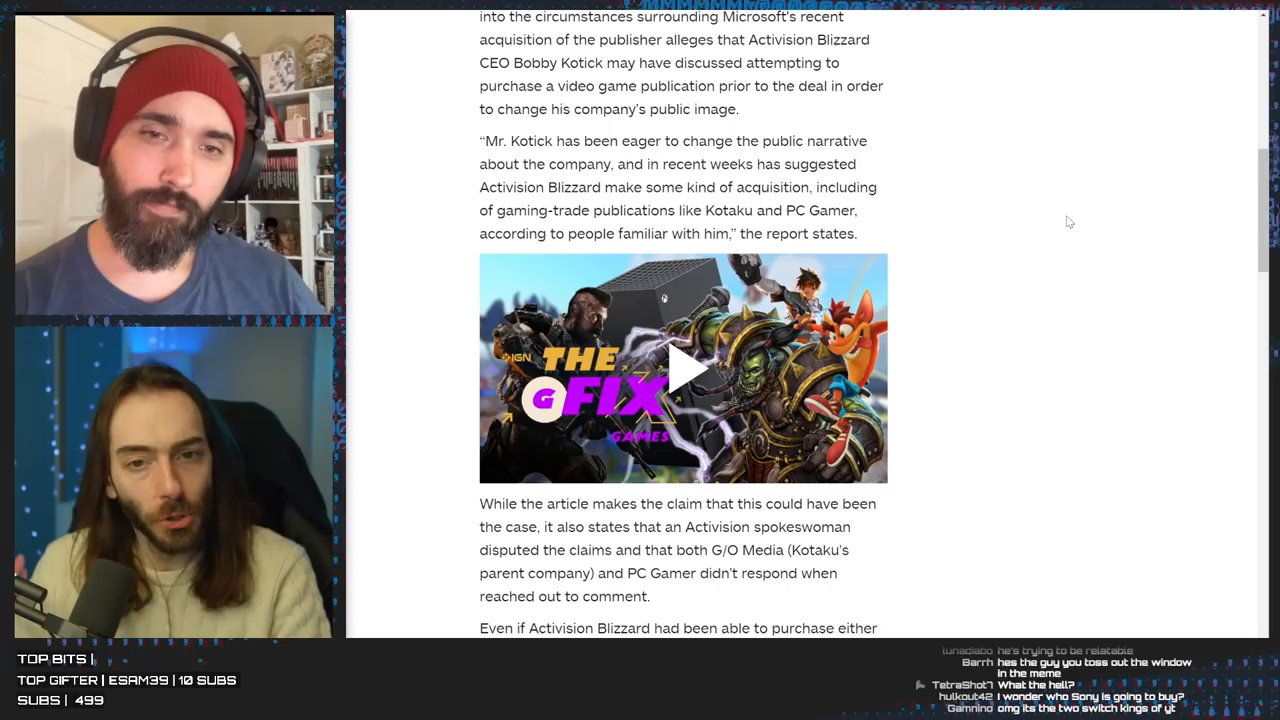 into the circumstances surrounding Microsoft's recent
acquisition of the publisher alleges that Activision Blizzard
CEO Bobby Kotick may have discussed attempting to
purchase a video game publication prior to the deal in order
to change his company's public image.
“Mr. Kotick has been eager to change the public narrative
about the company, and in recent weeks has suggested
Activision Blizzard make some kind of acquisition, including
of gaming-trade publications like Kotaku and PC Gamer,
according to people familiar with him,” the report states.
IGN
THE
G FIX
GAMES
While the article makes the claim that this could have been
the case, it also states that an Activision spokeswoman
disputed the claims and that both G/O Media (Kotaku's
parent company) and PC Gamer didn't respond when
reached out to comment.
Even if Activision Blizzard had been able to purchase either
TOP BITS |
TOP GIFTER | ESAM39 | 10 SUBS
SUBS | 499
lunadiabo he's trying to be relatable
Barrh hes the guy you toss out the window
in the meme
TetraShot7 What the hell?
hulkout42 I wonder who Sony is going to buy?
Gamnino omg its the two switch kings of yt